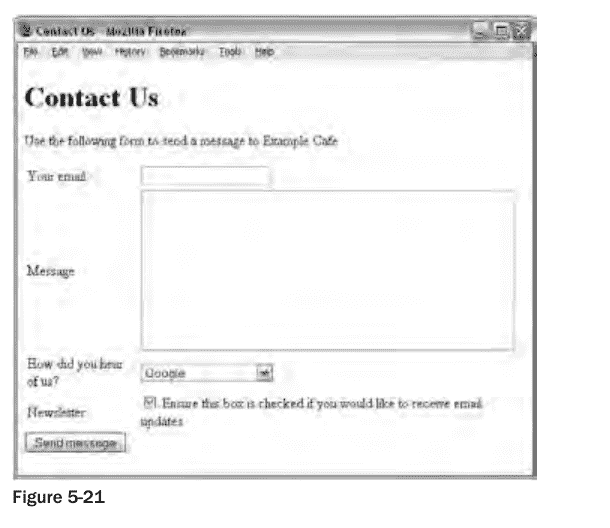 Contact Us - Mozilla Firefox
File Edit View History Bookmarks Tools Help
Contact Us
Use the following form to send a message to Example Cafe
Your email
Message
How did you hear
of us?
Google
Newsletter
Ensure this box is checked if you would like to receive email
updates
Send message
Figure 5-21